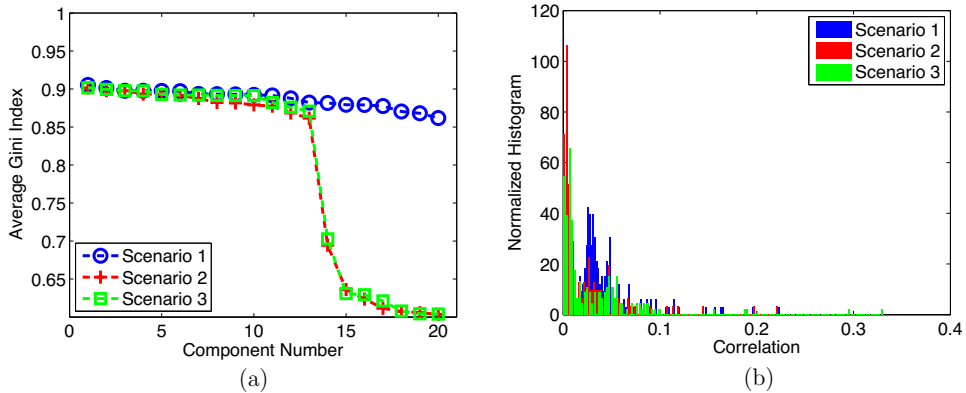 1
0.95
0.9
0.85
0.8
0.75
0.7
0.65
0
5
10
15
20
Average Gini Index
Component Number
Scenario 1
Scenario 2
Scenario 3
(a)
120
100
80
60
40
20
0
0
0.1
0.2
0.3
0.4
Normalized Histogram
Correlation
Scenario 1
Scenario 2
Scenario 3
(b)